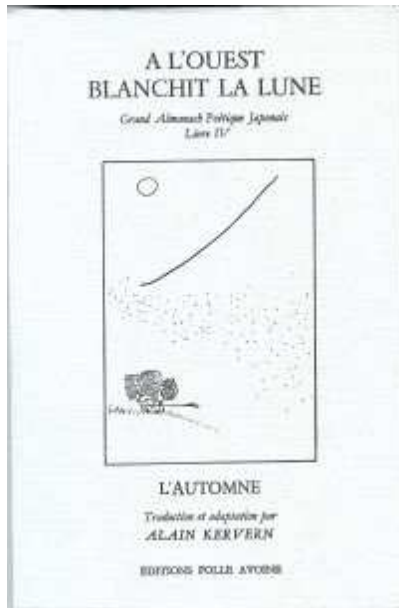 A L'OUEST
BLANCHIT LA LUNE
Grand Almanach Poétique Japonais
Livre IV
L'AUTOMNE
Traduction et adaptation par
ALAIN KERVERN
EDITIONS FOLLE AVOINE